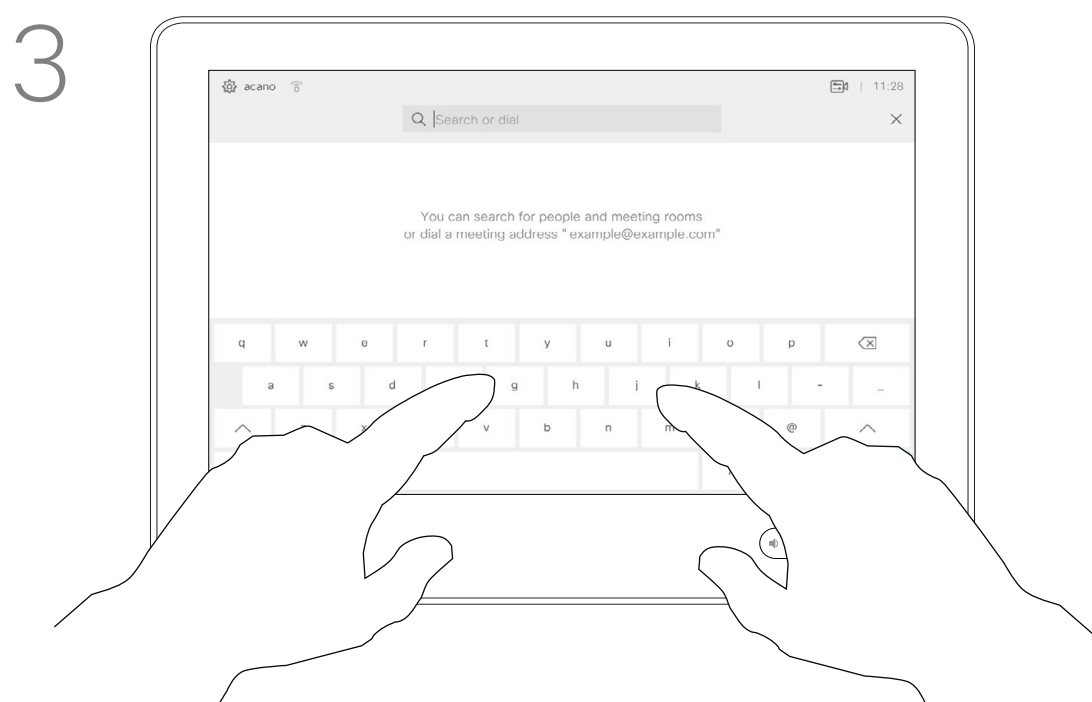 3
acano
11:28
Search or dial
You can search for people and meeting rooms
or dial a meeting address "example@example.com"
q w e r t y u i o p
a s d g h j k l - _
v b n m @